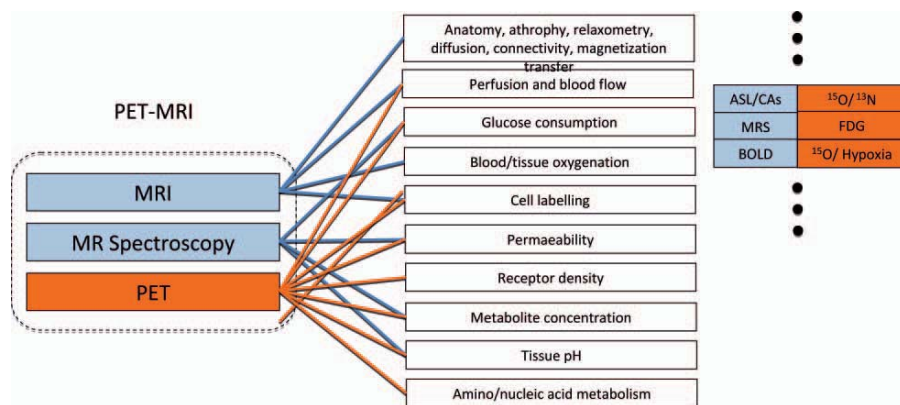 PET-MRI
MRI
MR Spectroscopy
PET
Anatomy, athrophy, relaxometry,
diffusion, connectivity, magnetization
transfer
Perfusion and blood flow
Glucose consumption
Blood/tissue oxygenation
Cell labelling
Permaeability
Receptor density
Metabolite concentration
Tissue pH
Amino/nucleic acid metabolism
ASL/CAs ¹⁵O/ ¹³N
MRS FDG
BOLD ¹⁵O/ Hypoxia